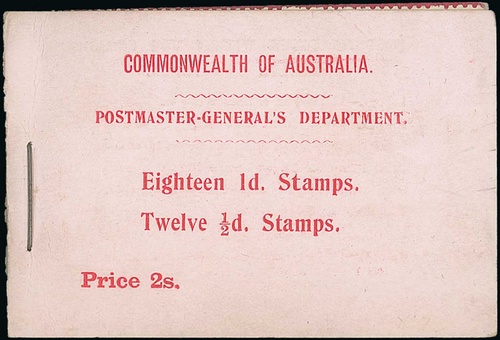 COMMONWEALTH OF AUSTRALIA.
POSTMASTER-GENERAL'S DEPARTMENT.
Eighteen 1d. Stamps.
Twelve ½d. Stamps.
Price 2s.